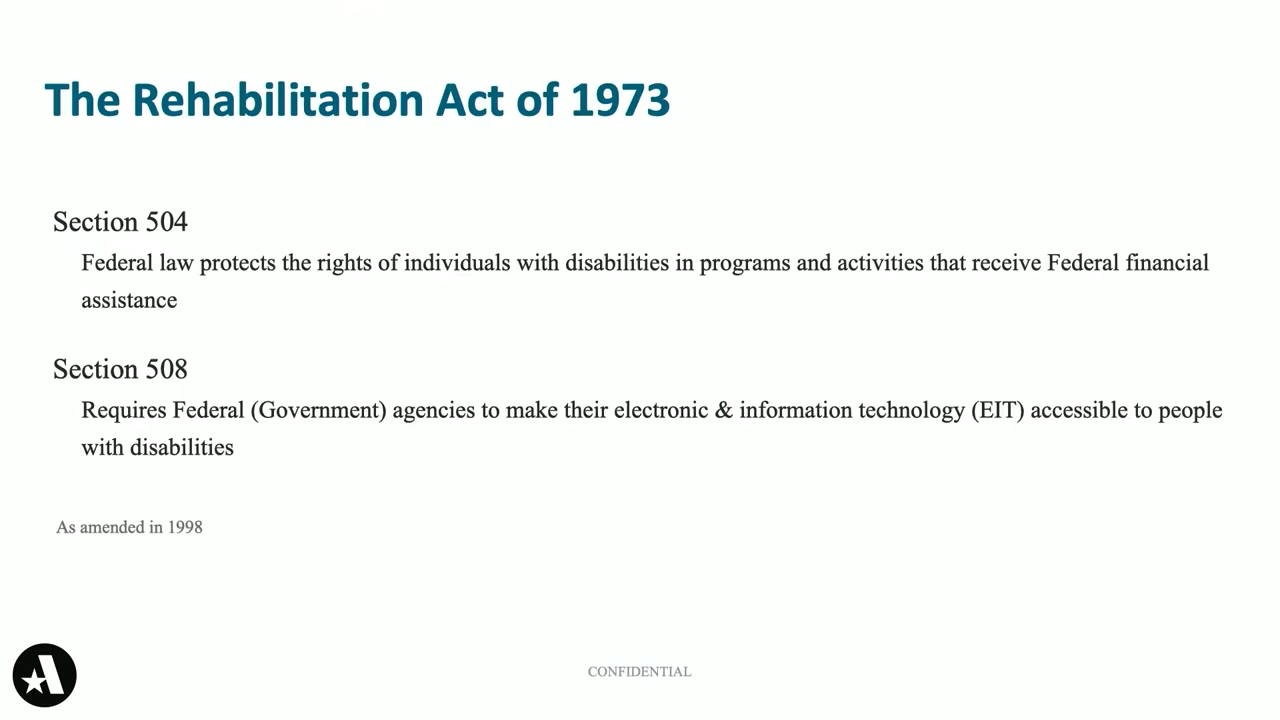 The Rehabilitation Act of 1973
Section 504
Federal law protects the rights of individuals with disabilities in programs and activities that receive Federal financial
assistance
Section 508
Requires Federal (Government) agencies to make their electronic & information technology (EIT) accessible to people
with disabilities
As amended in 1998
CONFIDENTIAL